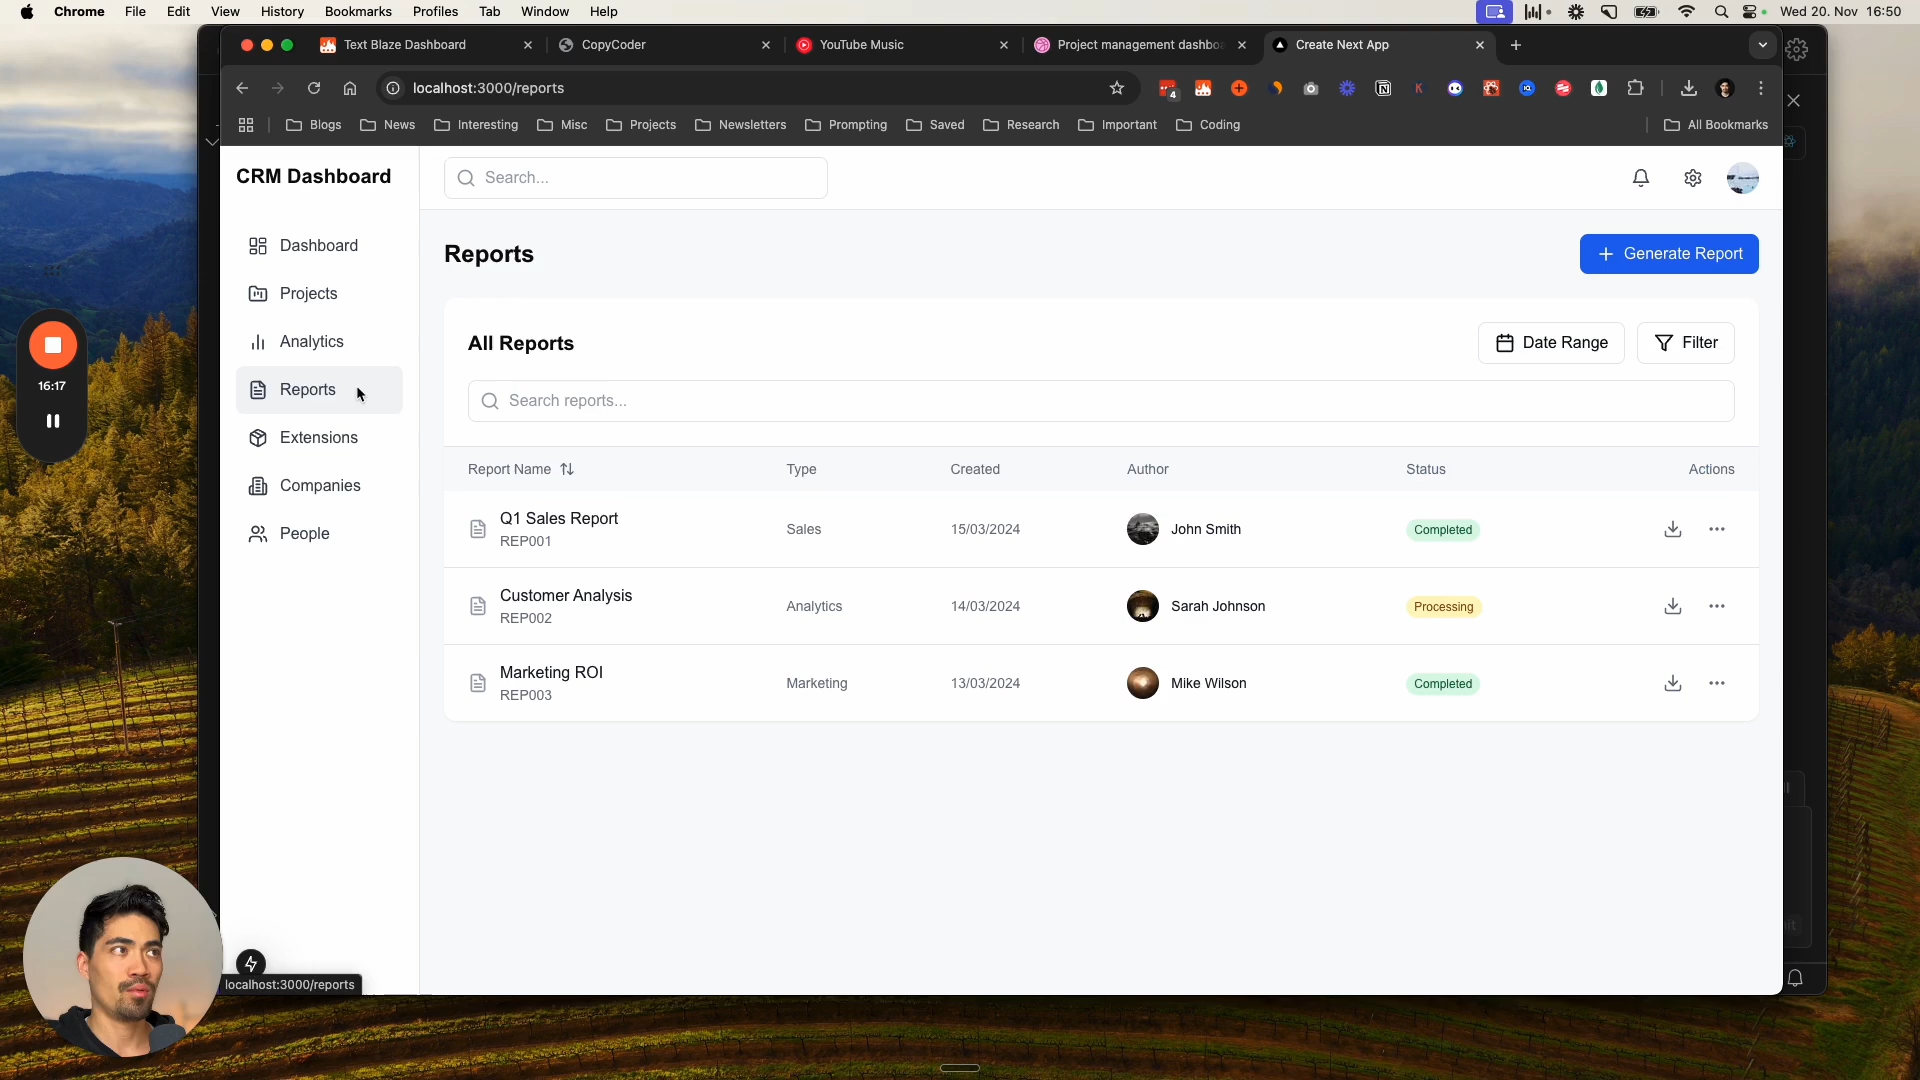 Chrome File Edit View History Bookmarks Profiles Tab Window Help
Wed 20. Nov 16:50
Text Blaze Dashboard
CopyCoder
YouTube Music
Project management dashbo
Create Next App
localhost:3000/reports
4
Blogs News Interesting Misc Projects Newsletters Prompting Saved Research Important Coding All Bookmarks
CRM Dashboard
Search...
Dashboard
Projects
Analytics
Reports
Extensions
Companies
People
Reports
Generate Report
All Reports
Date Range
Filter
Search reports...
Report Name Type Created Author Status Actions
Q1 Sales Report
REP001
Sales 15/03/2024 John Smith Completed
Customer Analysis
REP002
Analytics 14/03/2024 Sarah Johnson Processing
Marketing ROI
REP003
Marketing 13/03/2024 Mike Wilson Completed
16:17
localhost:3000/reports